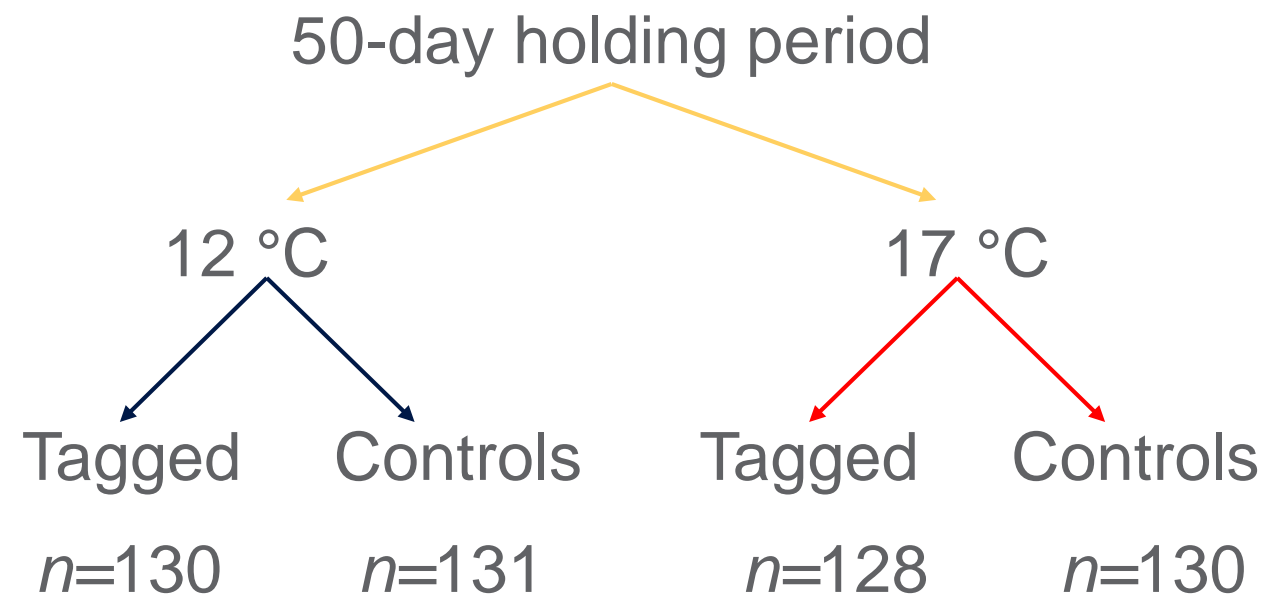 50-day holding period
12 °C 17 °C
Tagged Controls Tagged Controls
n=130 n=131 n=128 n=130